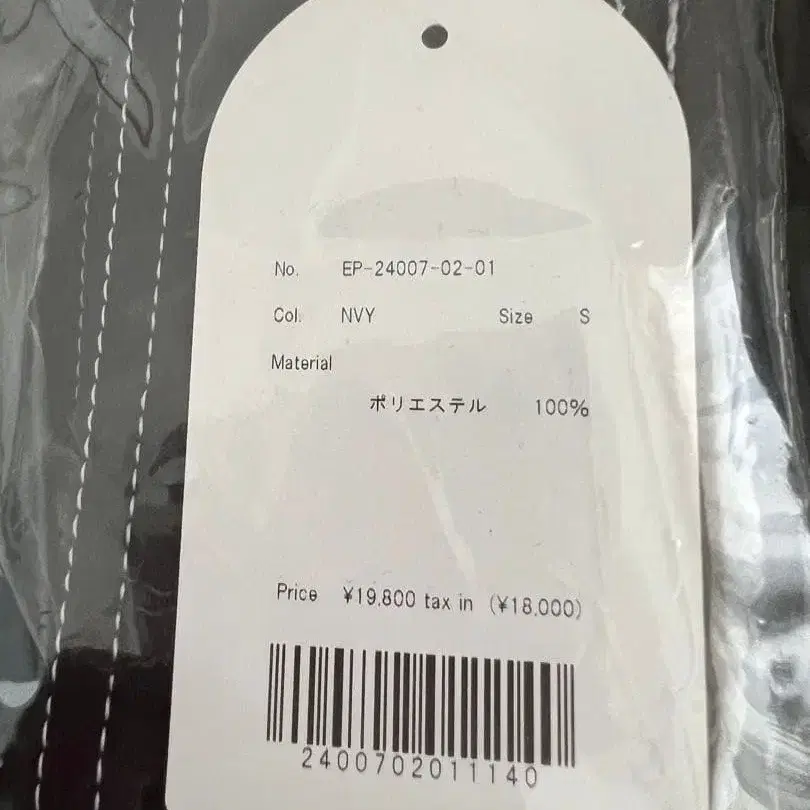 No. EP-24007-02-01
Col. NVY Size S
Material
ポリエステル 100%
Price ¥19,800 tax in (¥18,000)
2400702011140